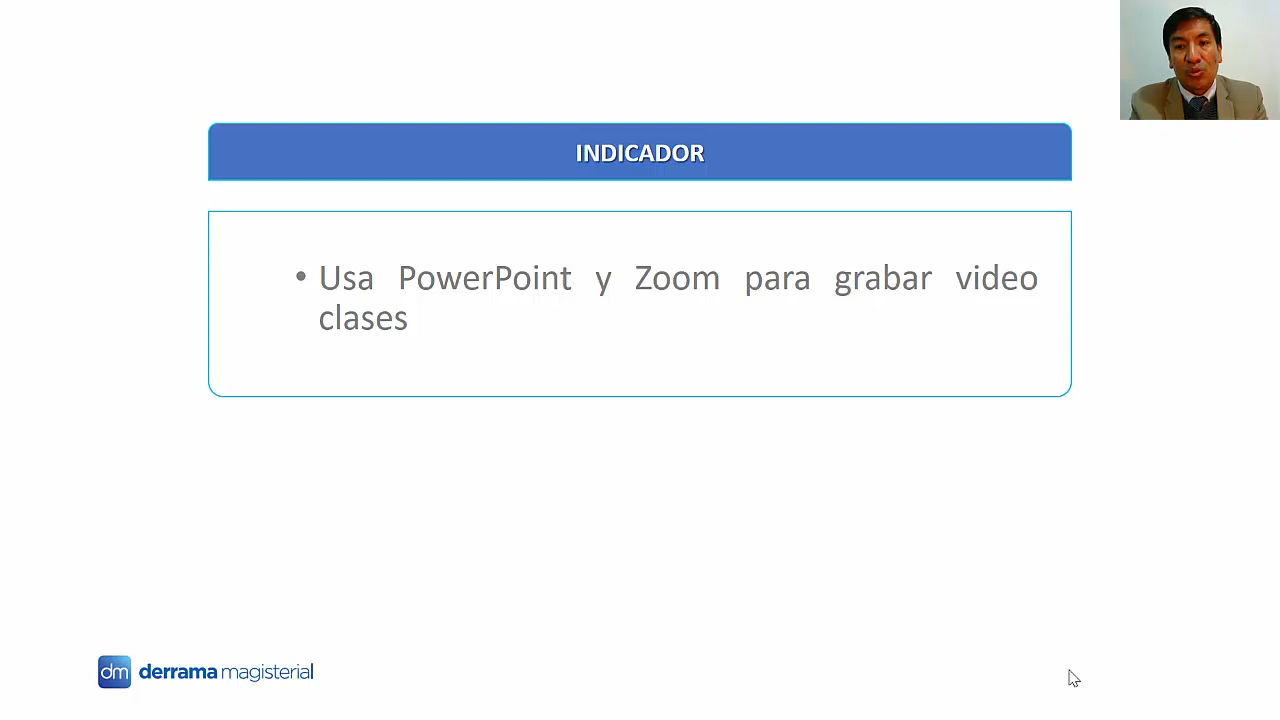 INDICADOR
• Usa PowerPoint y Zoom para grabar video
clases
dm derrama magisterial